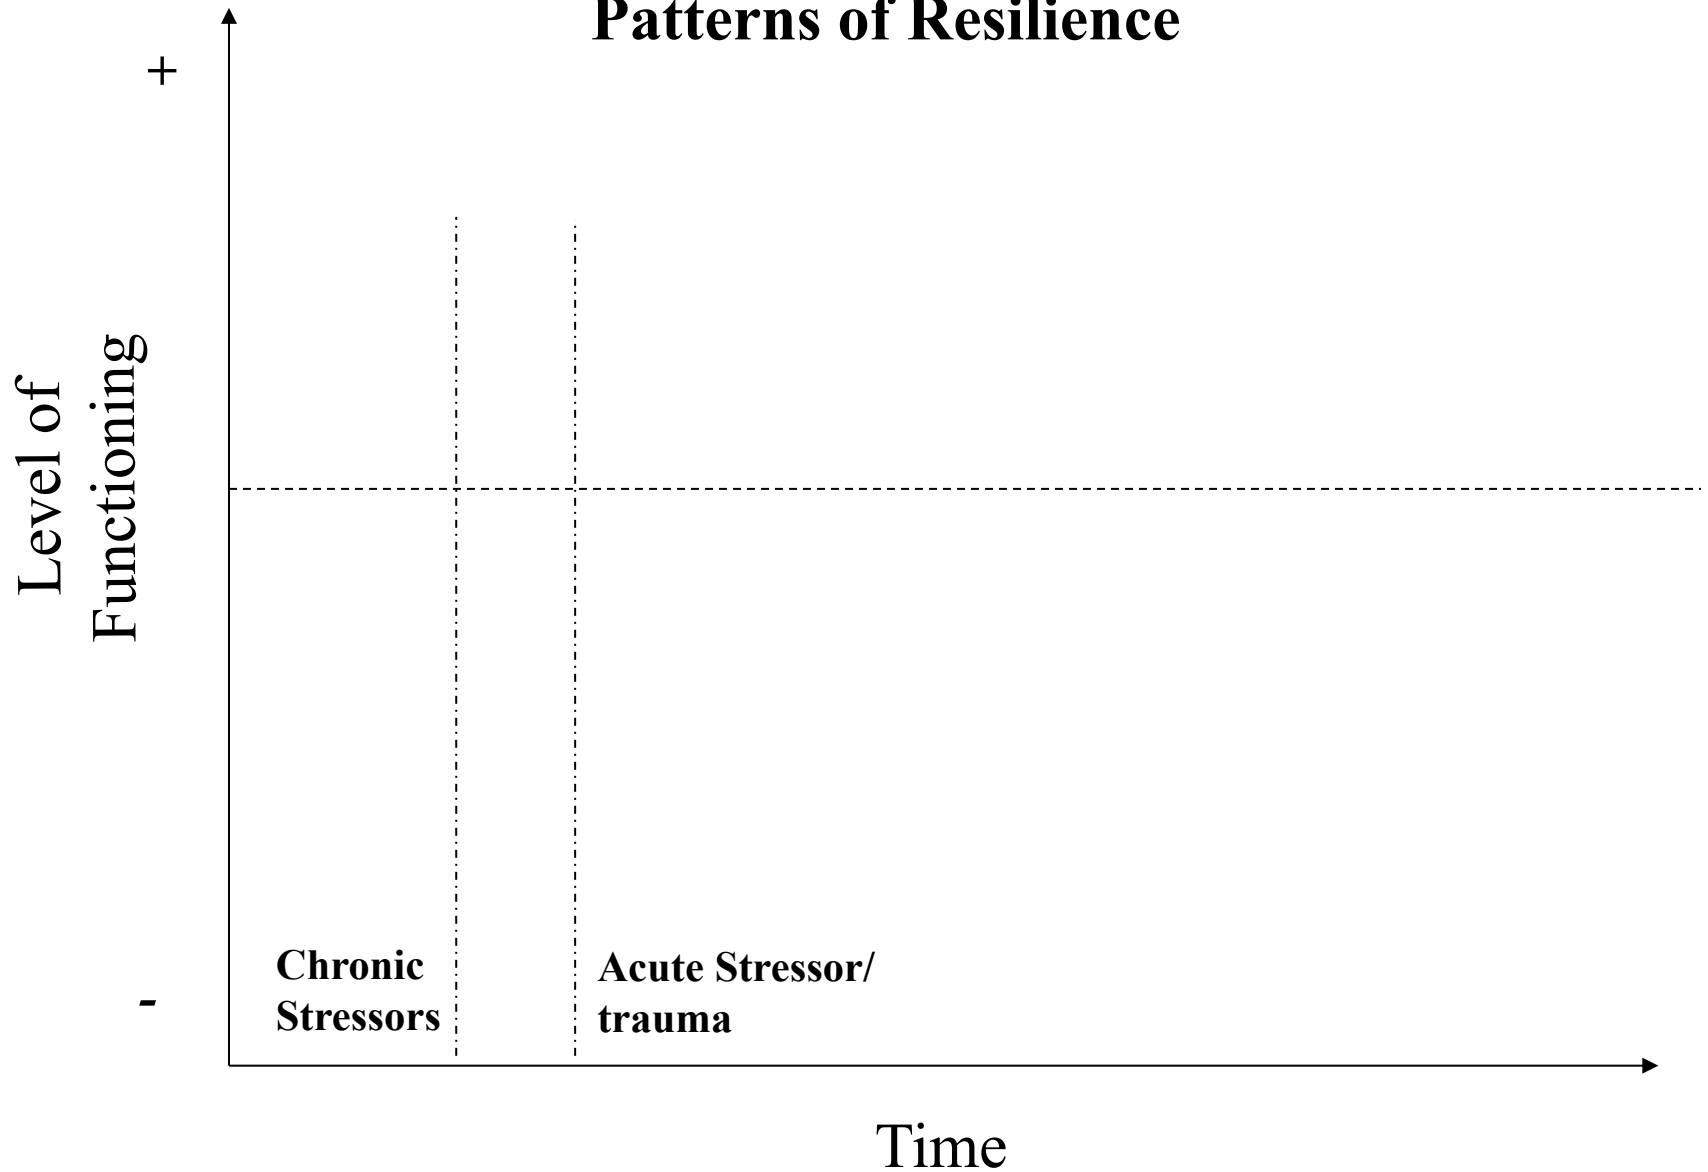 Patterns of Resilience
+
Level of
Functioning
Chronic
Stressors
Acute Stressor/
trauma
-
Time